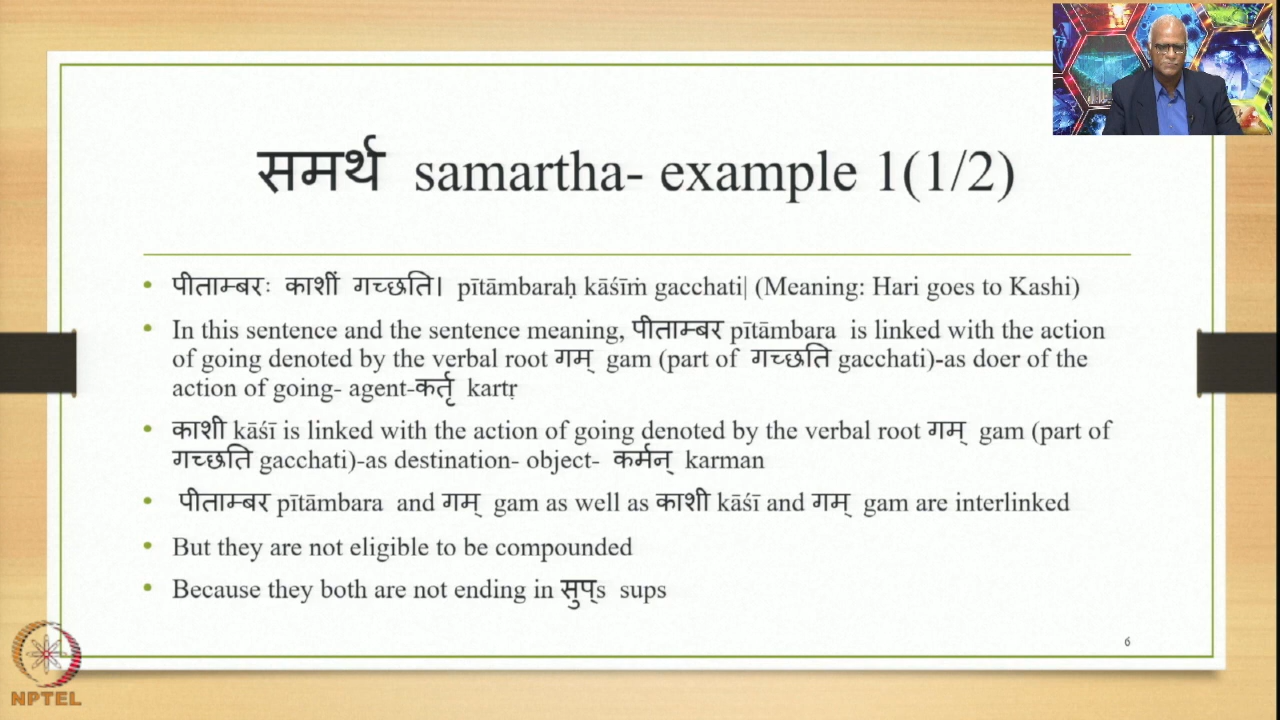 समर्थ samartha- example 1(1/2)
• पीताम्बरः काशीं गच्छति। pītāmbaraḥ kāśīṁ gacchati| (Meaning: Hari goes to Kashi)
• In this sentence and the sentence meaning, पीताम्बर pītāmbara is linked with the action
of going denoted by the verbal root गम् gam (part of गच्छति gacchati)-as doer of the
action of going- agent-कर्तृ kartṛ
• काशी kāśī is linked with the action of going denoted by the verbal root गम् gam (part of
गच्छति gacchati)-as destination- object- कर्मन् karman
• पीताम्बर pītāmbara and गम् gam as well as काशी kāśī and गम् gam are interlinked
• But they are not eligible to be compounded
• Because they both are not ending in सुप्s sups
6
NPTEL